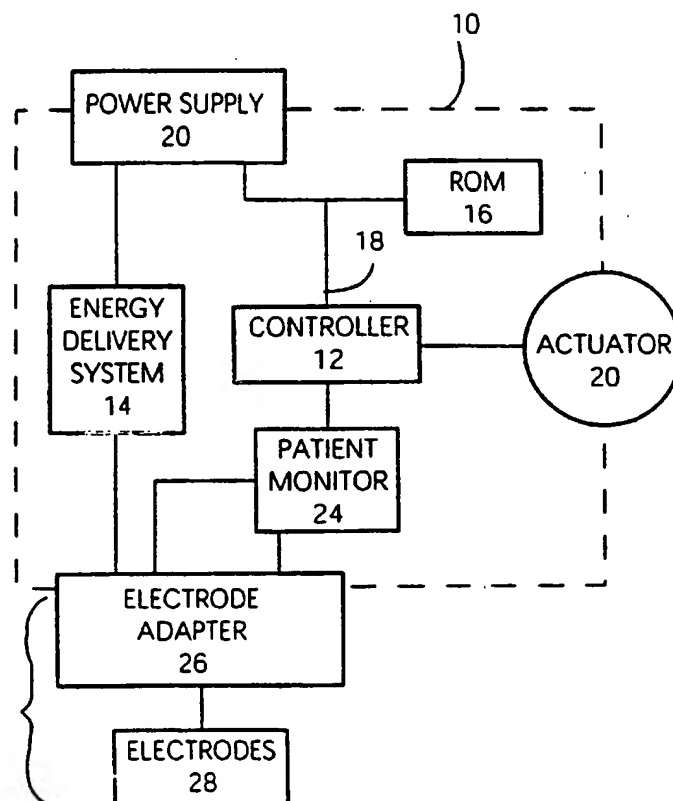 10
POWER SUPPLY
20
ROM
16
18
ENERGY
DELIVERY
SYSTEM
14
CONTROLLER
12
ACTUATOR
20
PATIENT
MONITOR
24
ELECTRODE
ADAPTER
26
ELECTRODES
28